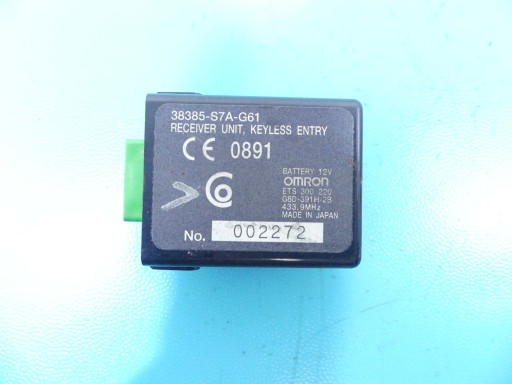 38385-S7A-G61
RECEIVER UNIT, KEYLESS ENTRY
CE 0891
BATTERY 12V
OMRON
ETS 300 220
G8D-391H-2B
433.9MHz
MADE IN JAPAN
No. 002272